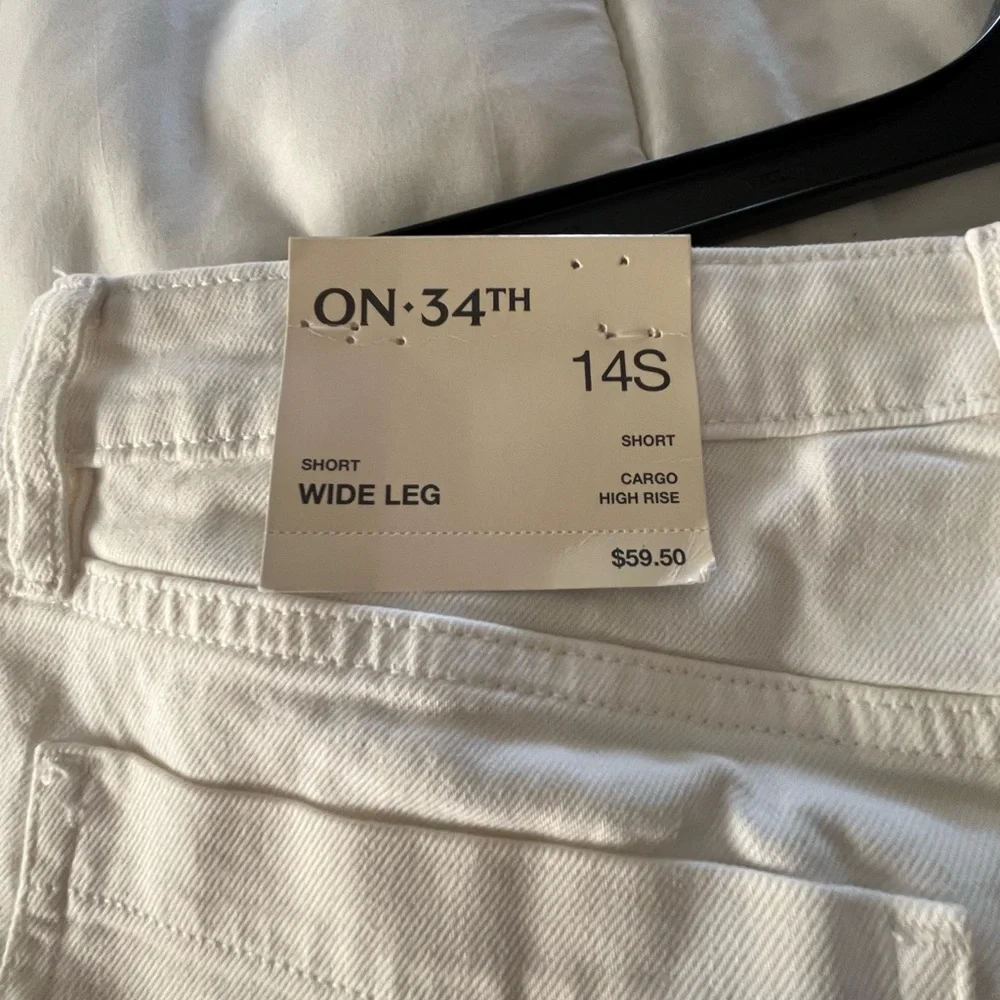 ON·34TH
14S
SHORT
SHORT
WIDE LEG
CARGO
HIGH RISE
$59.50